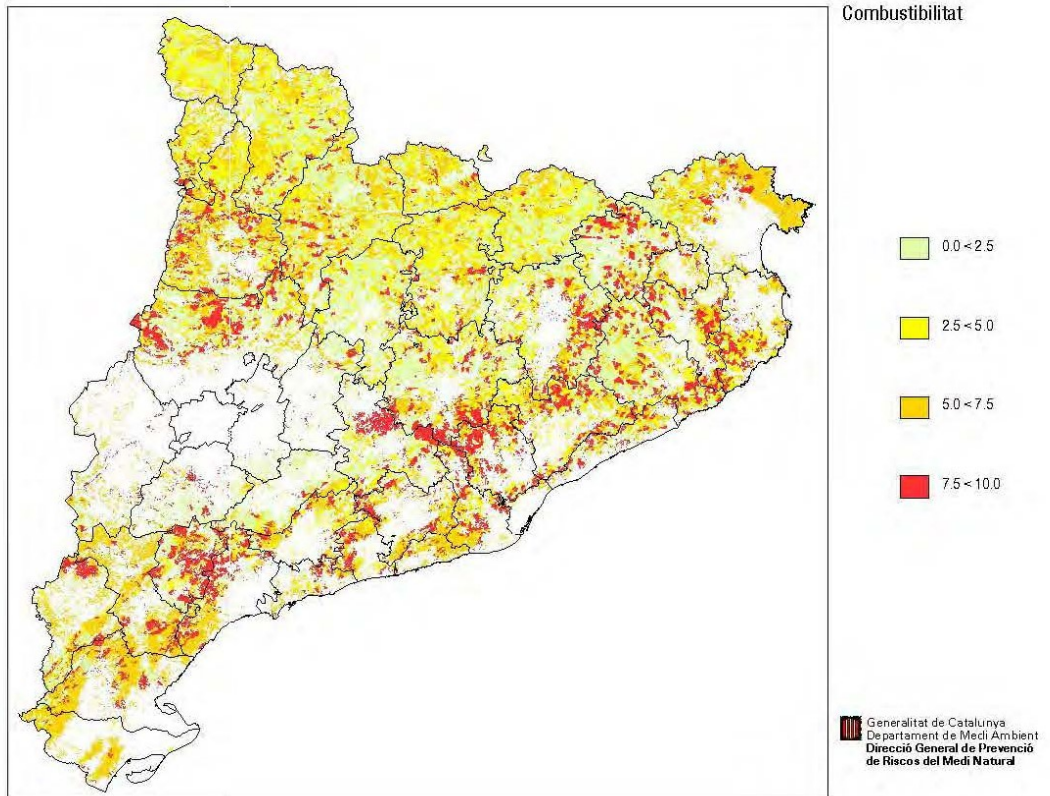 Combustibilitat
0.0 < 2.5
2.5 < 5.0
5.0 < 7.5
7.5 < 10.0
Generalitat de Catalunya
Departament de Medi Ambient
Direcció General de Prevenció
de Riscos del Medi Natural